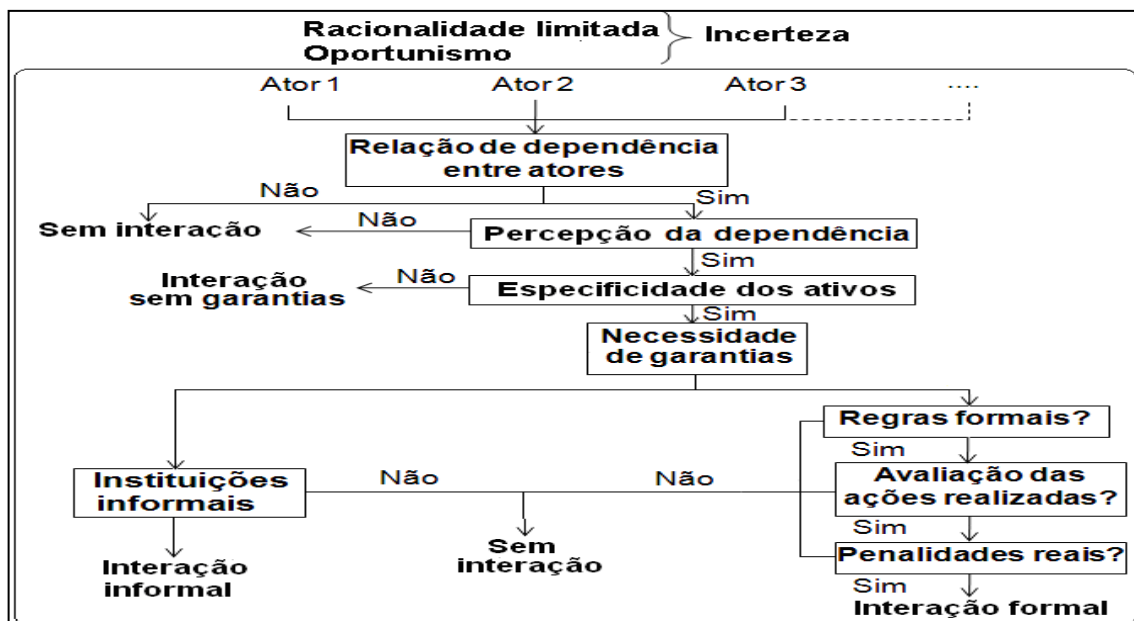 Racionalidade limitada
Oportunismo
Incerteza
Ator 1
Ator 2
Ator 3
....
Relação de dependência
entre atores
Não
Sim
Sem interação
Não
Percepção da dependência
Sim
Interação
sem garantias
Não
Especificidade dos ativos
Sim
Necessidade
de garantias
Regras formais?
Sim
Instituições
informais
Não
Não
Avaliação das
ações realizadas?
Sim
Sem
interação
Penalidades reais?
Interação
informal
Sim
Interação formal